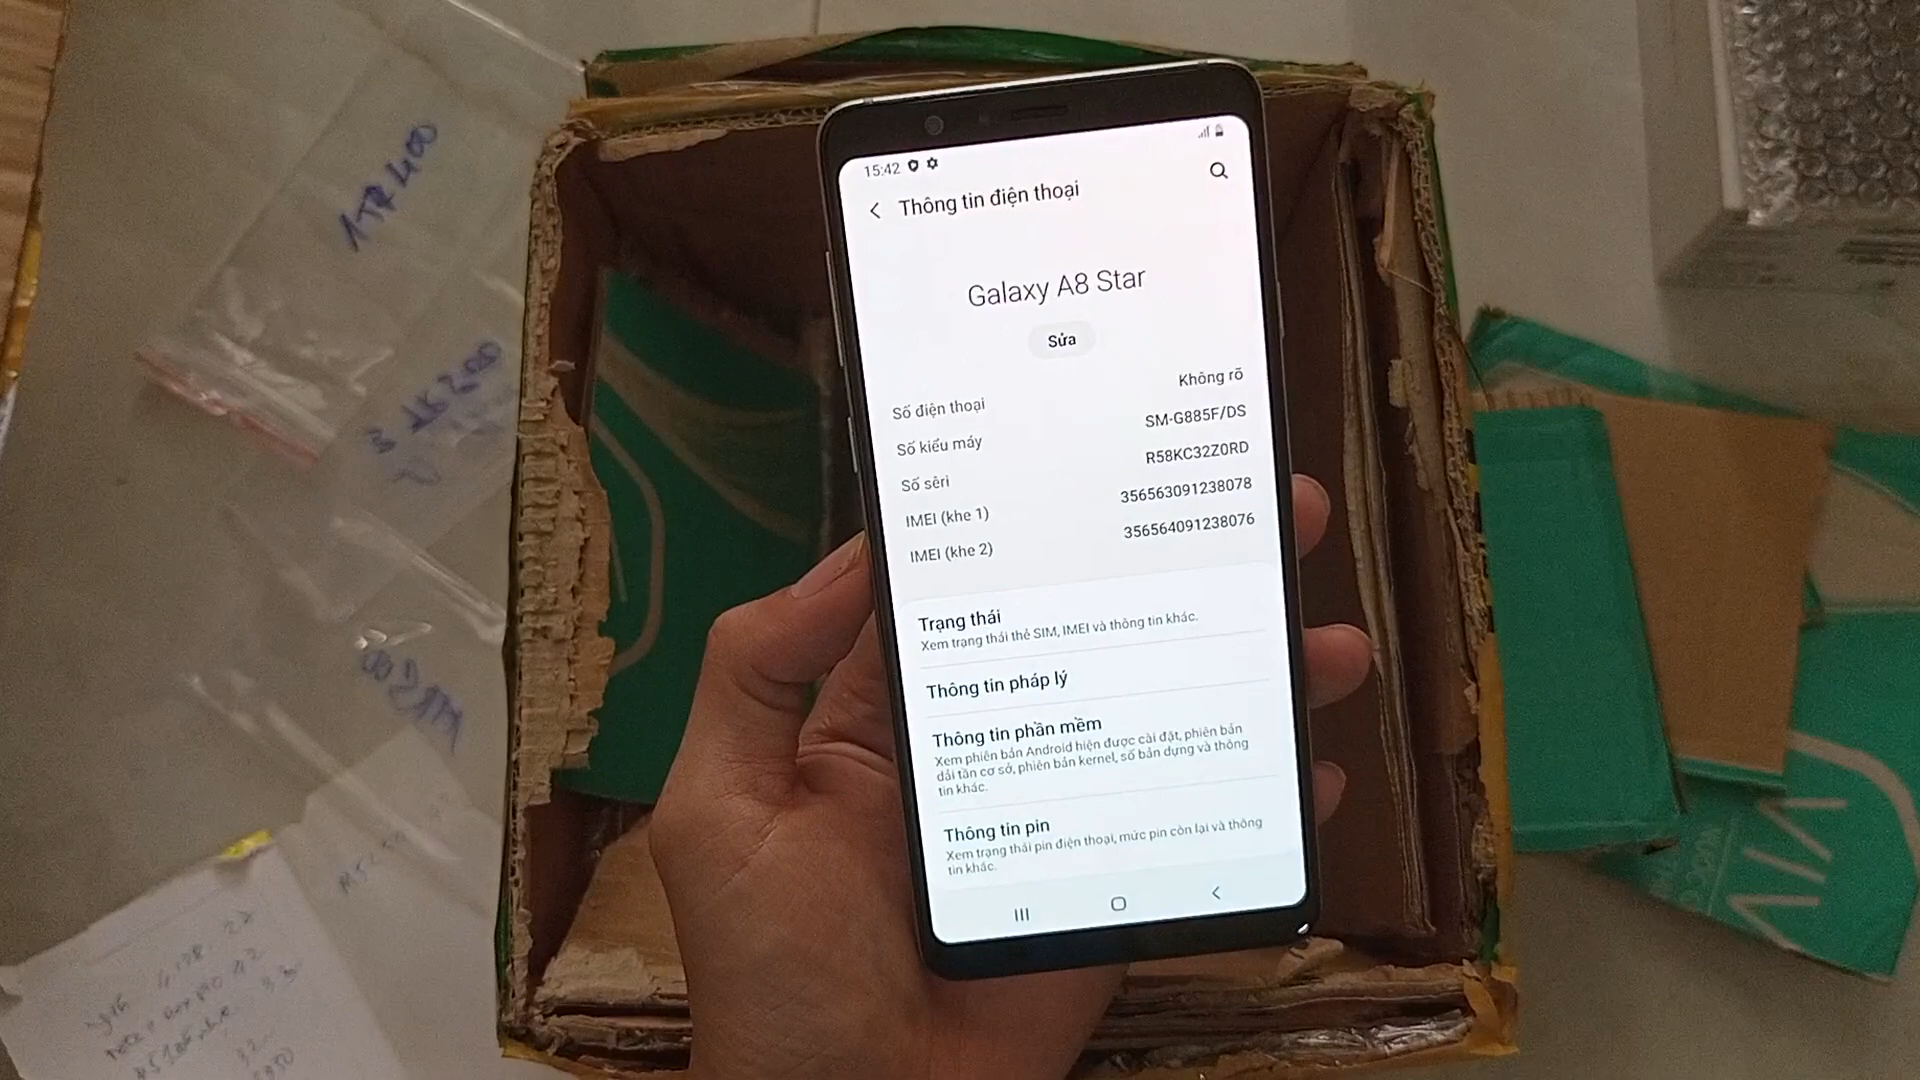 15:42
Thông tin điện thoại
Galaxy A8 Star
Sửa
Số điện thoại Không rõ
Số kiểu máy SM-G885F/DS
Số sêri R58KC32Z0RD
IMEI (khe 1) 356563091238078
IMEI (khe 2) 356564091238076
Trạng thái
Xem trạng thái thẻ SIM, IMEI và thông tin khác.
Thông tin pháp lý
Thông tin phần mềm
Xem phiên bản Android hiện được cài đặt, phiên bản
dải tần cơ sở, phiên bản kernel, số bản dựng và thông
tin khác.
Thông tin pin
Xem trạng thái pin điện thoại, mức pin còn lại và thông
tin khác.
1TR400